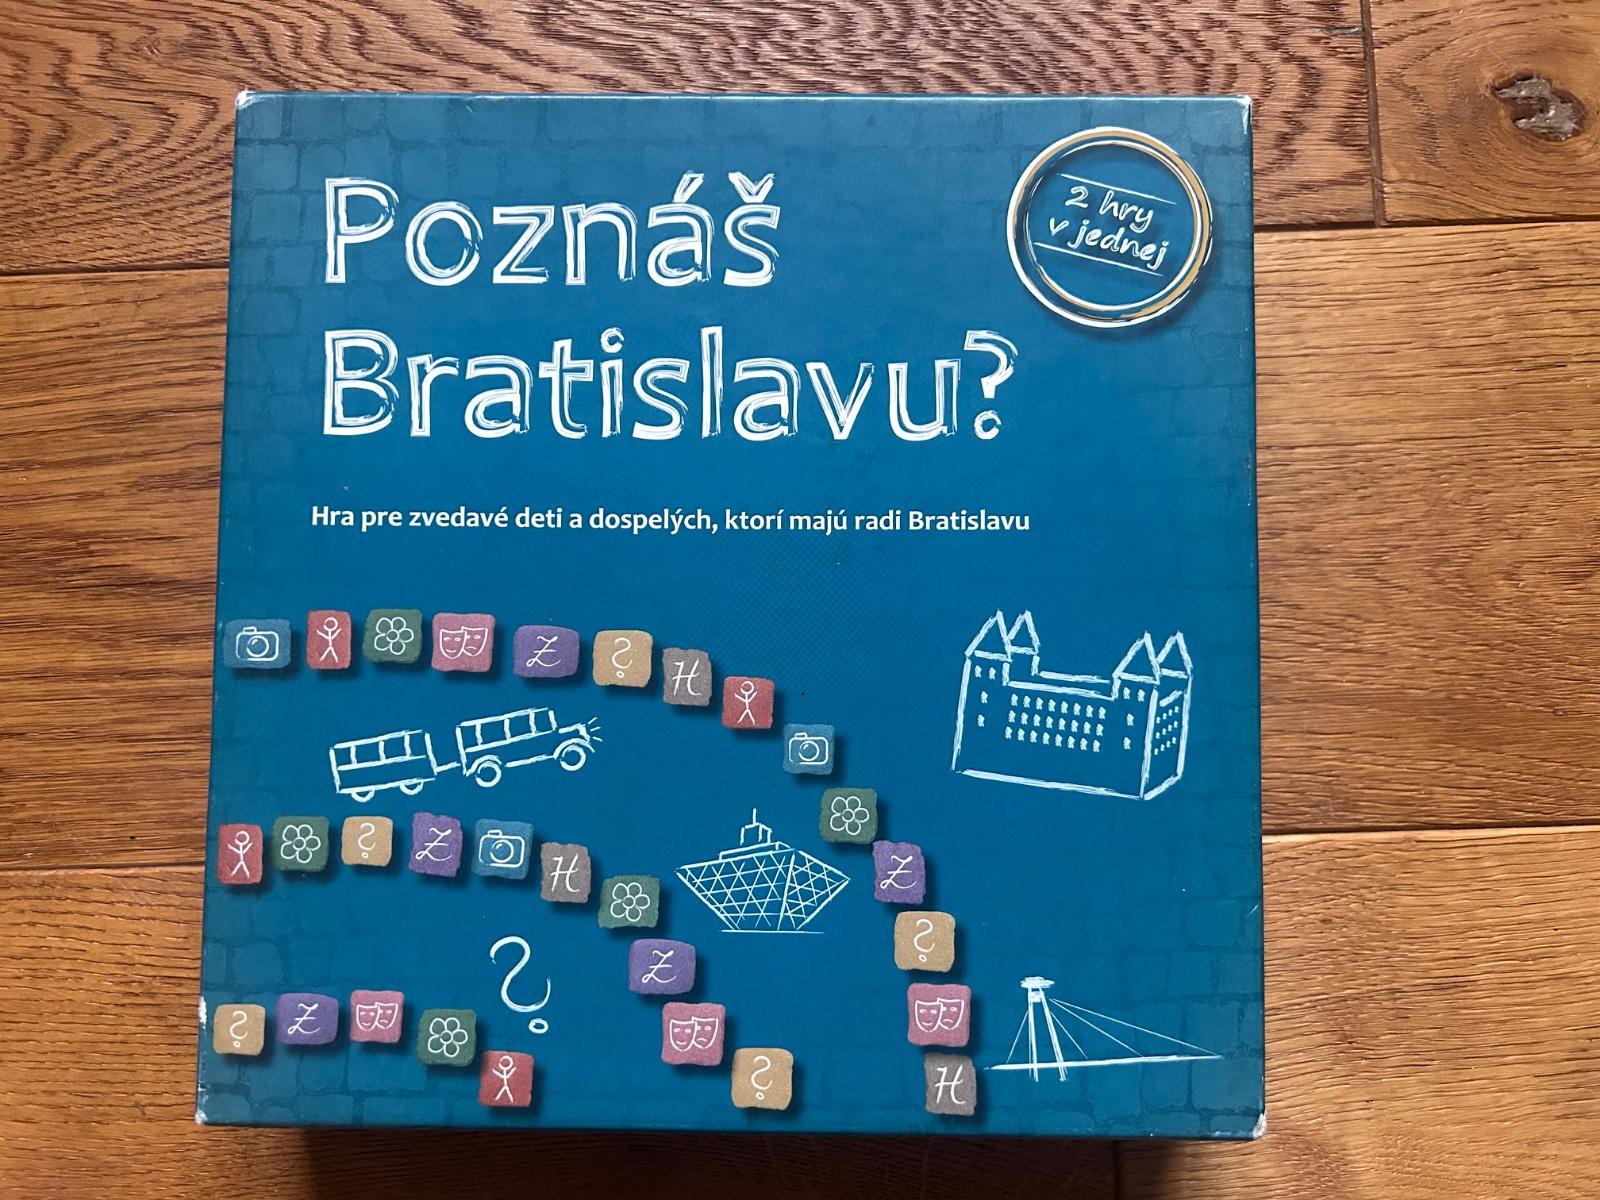 Poznáš
Bratislavu?
2 hry
v jednej
Hra pre zvedavé deti a dospelých, ktorí majú radi Bratislavu
Ž ? H
Ž
? Ž H
?
Ž
?
? Ž
?
H